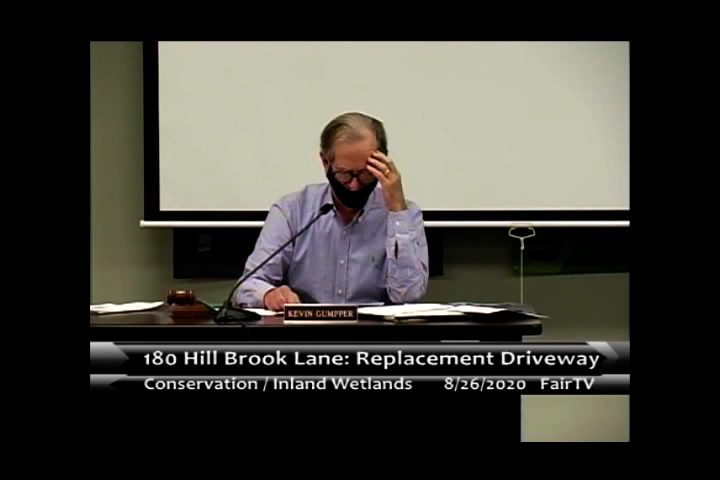 KEVIN GUMPPER
180 Hill Brook Lane: Replacement Driveway
Conservation / Inland Wetlands 8/26/2020 FairTV